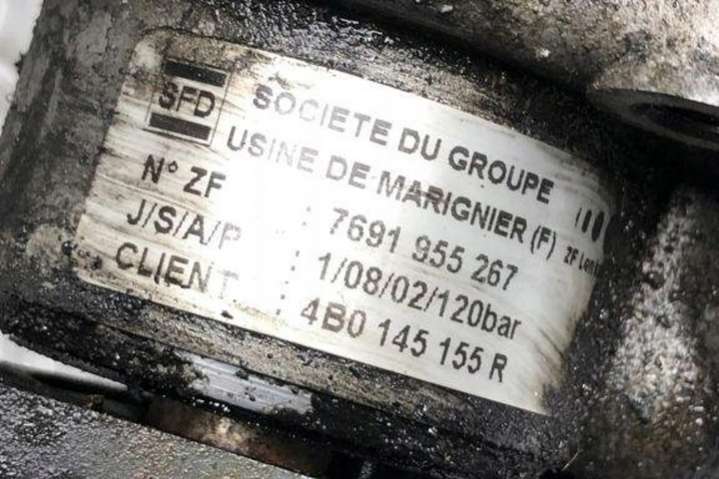 SFD
SOCIETE DU GROUPE
USINE DE MARIGNIER (F)
N° ZF : 7691 955 267
J/S/A/P : 1/08/02/120bar
CLIENT : 4B0 145 155 R
ZF